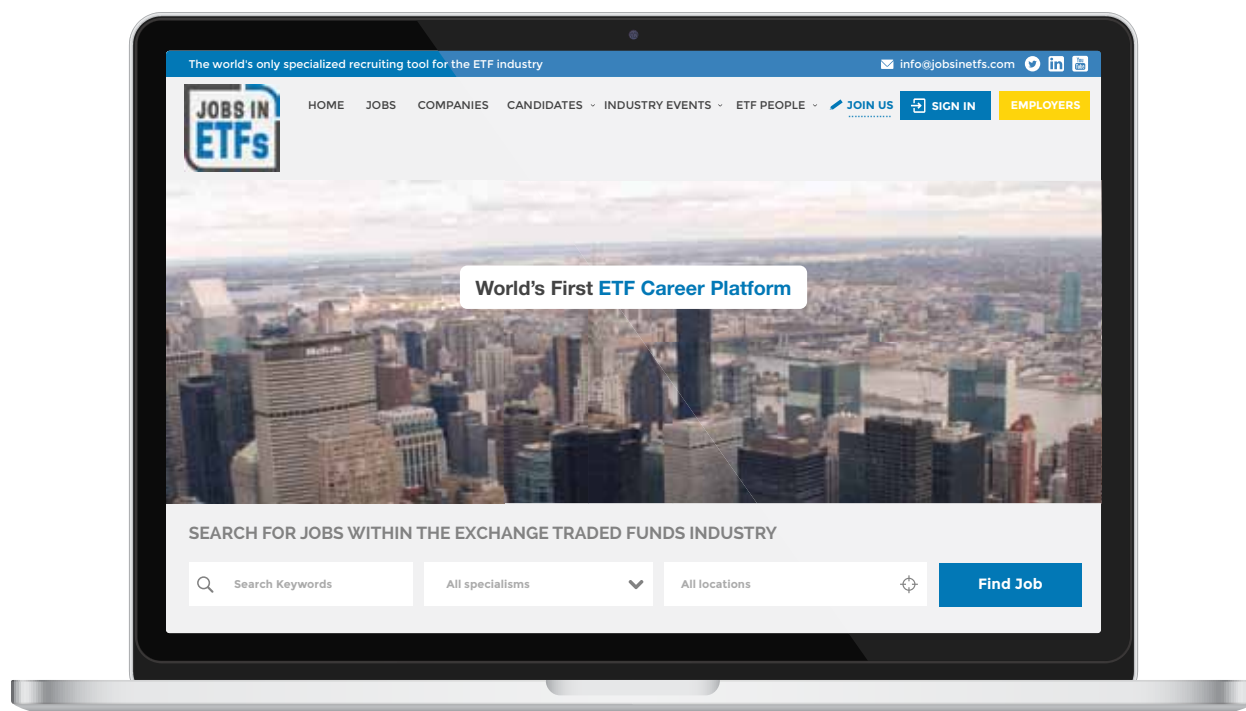 The world's only specialized recruiting tool for the ETF industry
info@jobsinetfs.com
JOBS IN
ETFs
HOME JOBS COMPANIES CANDIDATES INDUSTRY EVENTS ETF PEOPLE JOIN US SIGN IN EMPLOYERS
World's First ETF Career Platform
SEARCH FOR JOBS WITHIN THE EXCHANGE TRADED FUNDS INDUSTRY
Search Keywords All specialisms All locations Find Job